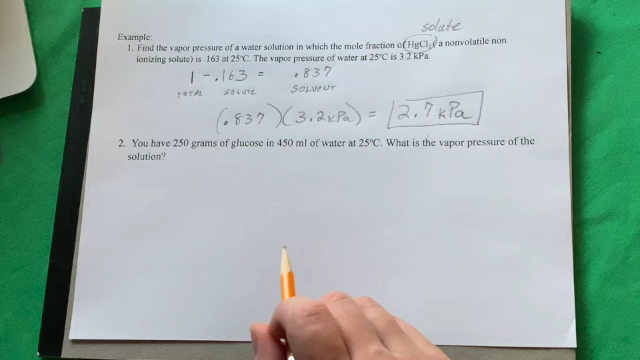 solute
Example:
1. Find the vapor pressure of a water solution in which the mole fraction of HgCl2 (a nonvolatile non
ionizing solute) is .163 at 25°C. The vapor pressure of water at 25°C is 3.2 kPa.
1 - .163 = .837
TOTAL SOLUTE SOLVENT
(.837)(3.2kPa) = 2.7 kPa
2. You have 250 grams of glucose in 450 ml of water at 25°C. What is the vapor pressure of the
solution?